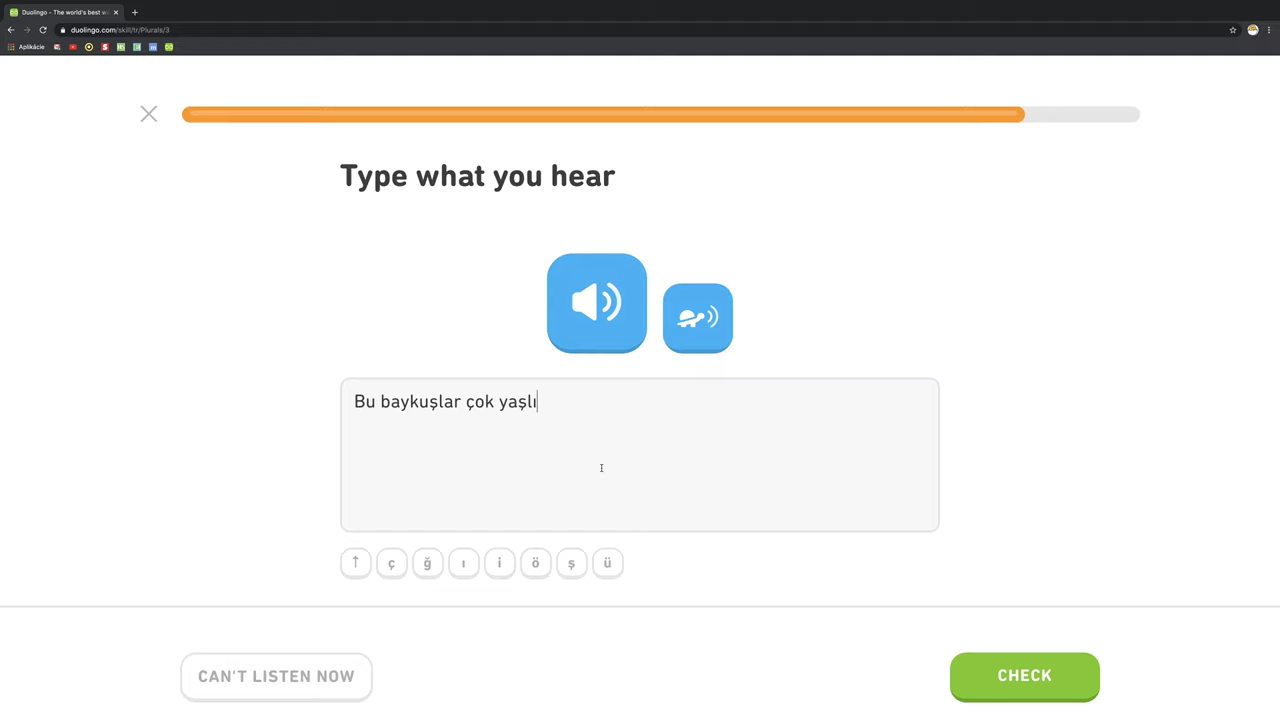 Duolingo - The world's best w
duolingo.com/skill/tr/Plurals/3
Aplikácie
Type what you hear
Bu baykuşlar çok yaşlı
↑ ç ğ ı i ö ş ü
CAN'T LISTEN NOW
CHECK